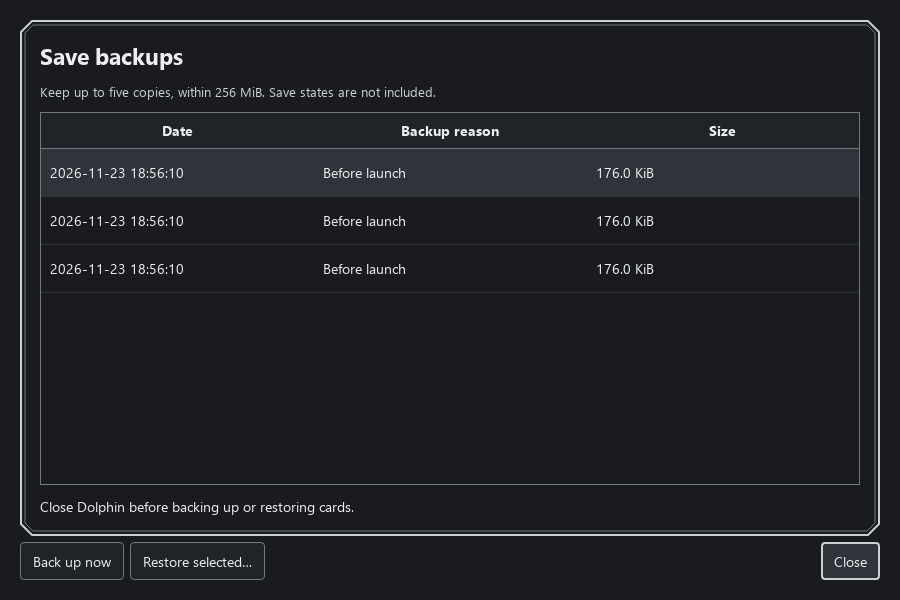 Save backups
Keep up to five copies, within 256 MiB. Save states are not included.
Date Backup reason Size
2026-11-23 18:56:10 Before launch 176.0 KiB
2026-11-23 18:56:10 Before launch 176.0 KiB
2026-11-23 18:56:10 Before launch 176.0 KiB
Close Dolphin before backing up or restoring cards.
Back up now Restore selected... Close